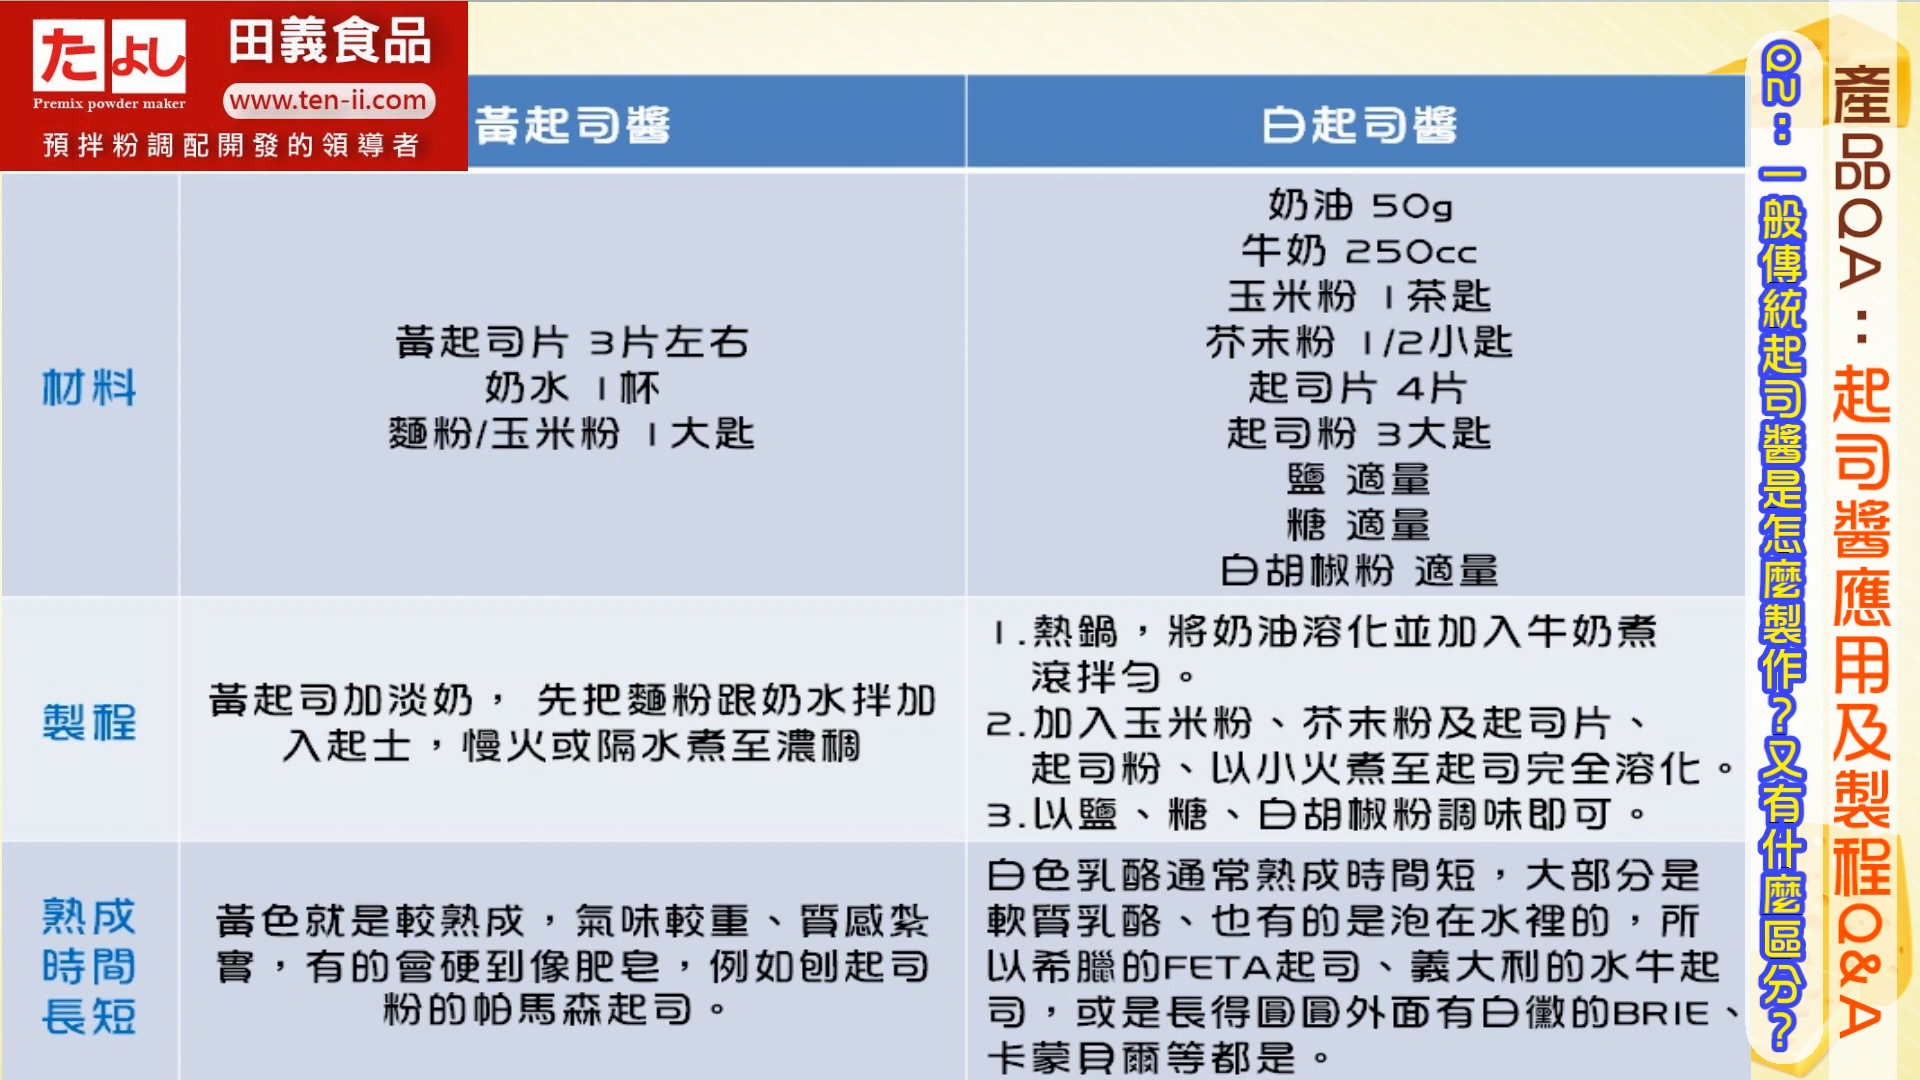 たよし
Premix powder maker
田義食品
www.ten-ii.com
預拌粉調配開發的領導者
黃起司醬
白起司醬
材料
黃起司片 3片左右
奶水 1杯
麵粉/玉米粉 1大匙
奶油 50g
牛奶 250cc
玉米粉 1茶匙
芥末粉 1/2小匙
起司片 4片
起司粉 3大匙
鹽 適量
糖 適量
白胡椒粉 適量
製程
黃起司加淡奶， 先把麵粉跟奶水拌加
入起士，慢火或隔水煮至濃稠
1.熱鍋，將奶油溶化並加入牛奶煮
滾拌勻。
2.加入玉米粉、芥末粉及起司片、
起司粉、以小火煮至起司完全溶化。
3.以鹽、糖、白胡椒粉調味即可。
熟成
時間
長短
黃色就是較熟成，氣味較重、質感紮
實，有的會硬到像肥皂，例如刨起司
粉的帕馬森起司。
白色乳酪通常熟成時間短，大部分是
軟質乳酪、也有的是泡在水裡的，所
以希臘的FETA起司、義大利的水牛起
司，或是長得圓圓外面有白黴的BRIE、
卡蒙貝爾等都是。
產品QA：起司醬應用及製程Q&A
Q2：一般傳統起司醬是怎麼製作？又有什麼區分？